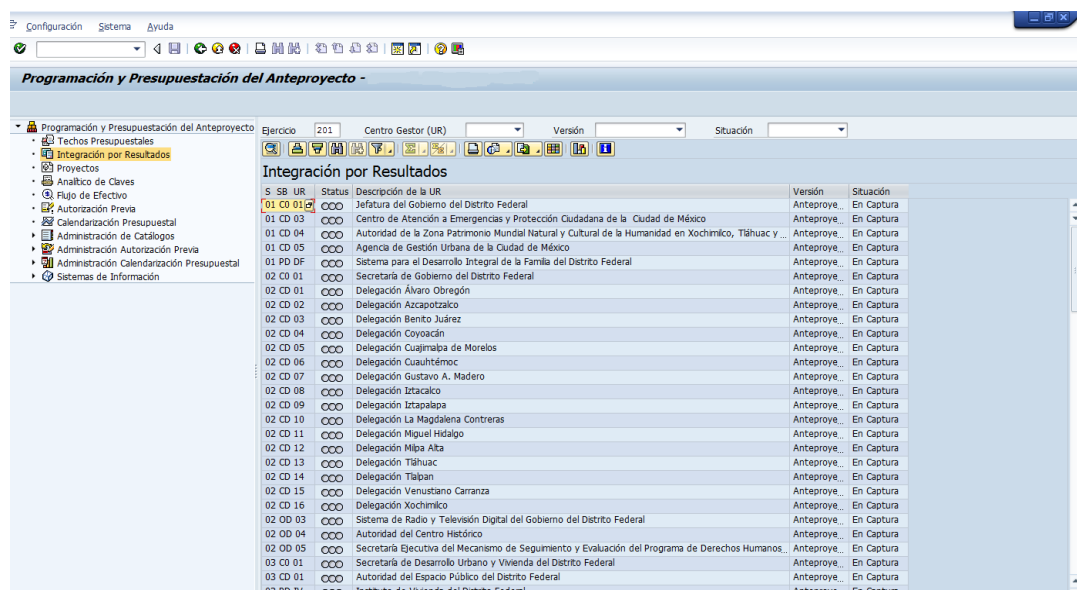 Configuración Sistema Ayuda
Programación y Presupuestación del Anteproyecto -
Programación y Presupuestación del Anteproyecto
Techos Presupuestales
Integración por Resultados
Proyectos
Analítico de Claves
Flujo de Efectivo
Autorización Previa
Calendarización Presupuestal
Administración de Catálogos
Administración Autorización Previa
Administración Calendarización Presupuestal
Sistemas de Información
Ejercicio 201 Centro Gestor (UR) Versión Situación
Integración por Resultados
S SB UR Status Descripción de la UR Versión Situación
01 C0 01 Jefatura del Gobierno del Distrito Federal Anteproye... En Captura
01 CD 03 Centro de Atención a Emergencias y Protección Ciudadana de la Ciudad de México Anteproye... En Captura
01 CD 04 Autoridad de la Zona Patrimonio Mundial Natural y Cultural de la Humanidad en Xochimilco, Tláhuac y ... Anteproye... En Captura
01 CD 05 Agencia de Gestión Urbana de la Ciudad de México Anteproye... En Captura
01 PD DF Sistema para el Desarrollo Integral de la Familia del Distrito Federal Anteproye... En Captura
02 C0 01 Secretaría de Gobierno del Distrito Federal Anteproye... En Captura
02 CD 01 Delegación Álvaro Obregón Anteproye... En Captura
02 CD 02 Delegación Azcapotzalco Anteproye... En Captura
02 CD 03 Delegación Benito Juárez Anteproye... En Captura
02 CD 04 Delegación Coyoacán Anteproye... En Captura
02 CD 05 Delegación Cuajimalpa de Morelos Anteproye... En Captura
02 CD 06 Delegación Cuauhtémoc Anteproye... En Captura
02 CD 07 Delegación Gustavo A. Madero Anteproye... En Captura
02 CD 08 Delegación Iztacalco Anteproye... En Captura
02 CD 09 Delegación Iztapalapa Anteproye... En Captura
02 CD 10 Delegación La Magdalena Contreras Anteproye... En Captura
02 CD 11 Delegación Miguel Hidalgo Anteproye... En Captura
02 CD 12 Delegación Milpa Alta Anteproye... En Captura
02 CD 13 Delegación Tláhuac Anteproye... En Captura
02 CD 14 Delegación Tlalpan Anteproye... En Captura
02 CD 15 Delegación Venustiano Carranza Anteproye... En Captura
02 CD 16 Delegación Xochimilco Anteproye... En Captura
02 OD 03 Sistema de Radio y Televisión Digital del Gobierno del Distrito Federal Anteproye... En Captura
02 OD 04 Autoridad del Centro Histórico Anteproye... En Captura
02 OD 05 Secretaría Ejecutiva del Mecanismo de Seguimiento y Evaluación del Programa de Derechos Humanos... Anteproye... En Captura
03 C0 01 Secretaría de Desarrollo Urbano y Vivienda del Distrito Federal Anteproye... En Captura
03 CD 01 Autoridad del Espacio Público del Distrito Federal Anteproye... En Captura